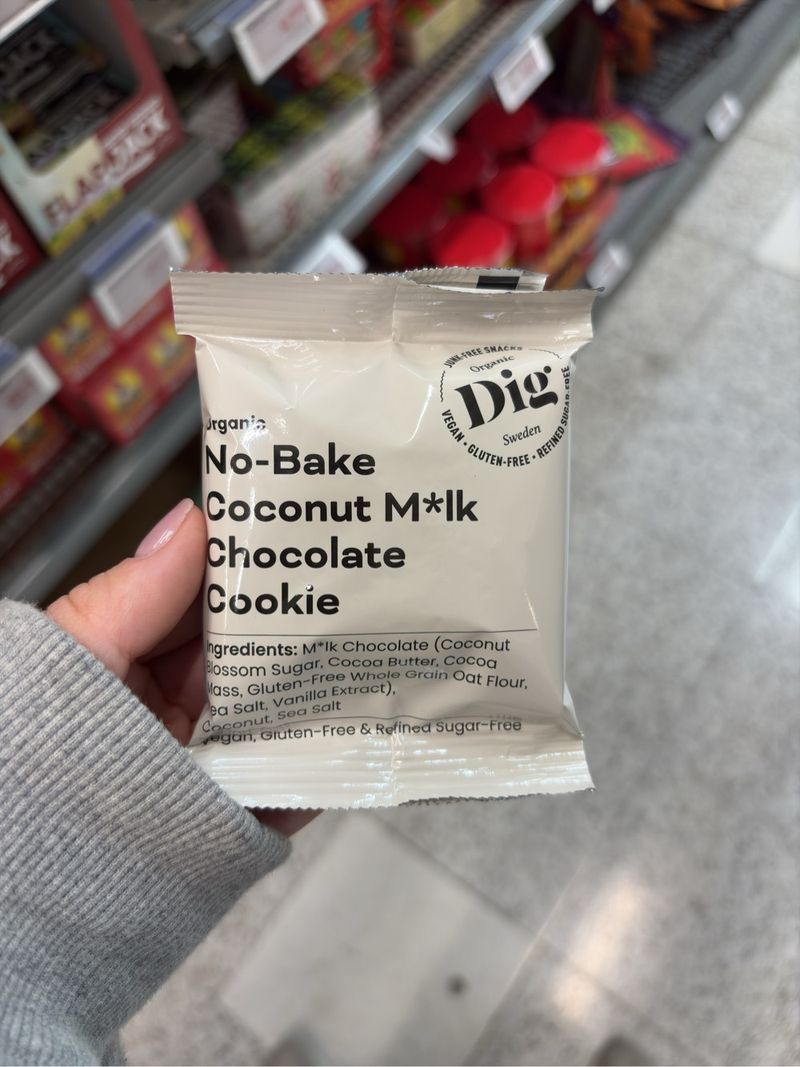 FLAPJACK
JUNK-FREE SNACKS
Organic
Dig
Sweden
VEGAN • GLUTEN-FREE • REFINED SUGAR-FREE
Organic
No-Bake
Coconut M*lk
Chocolate
Cookie
Ingredients: M*lk Chocolate (Coconut
Blossom Sugar, Cocoa Butter, Cocoa
Mass, Gluten-Free Whole Grain Oat Flour,
Sea Salt, Vanilla Extract),
Coconut, Sea Salt
Vegan, Gluten-Free & Refined Sugar-Free